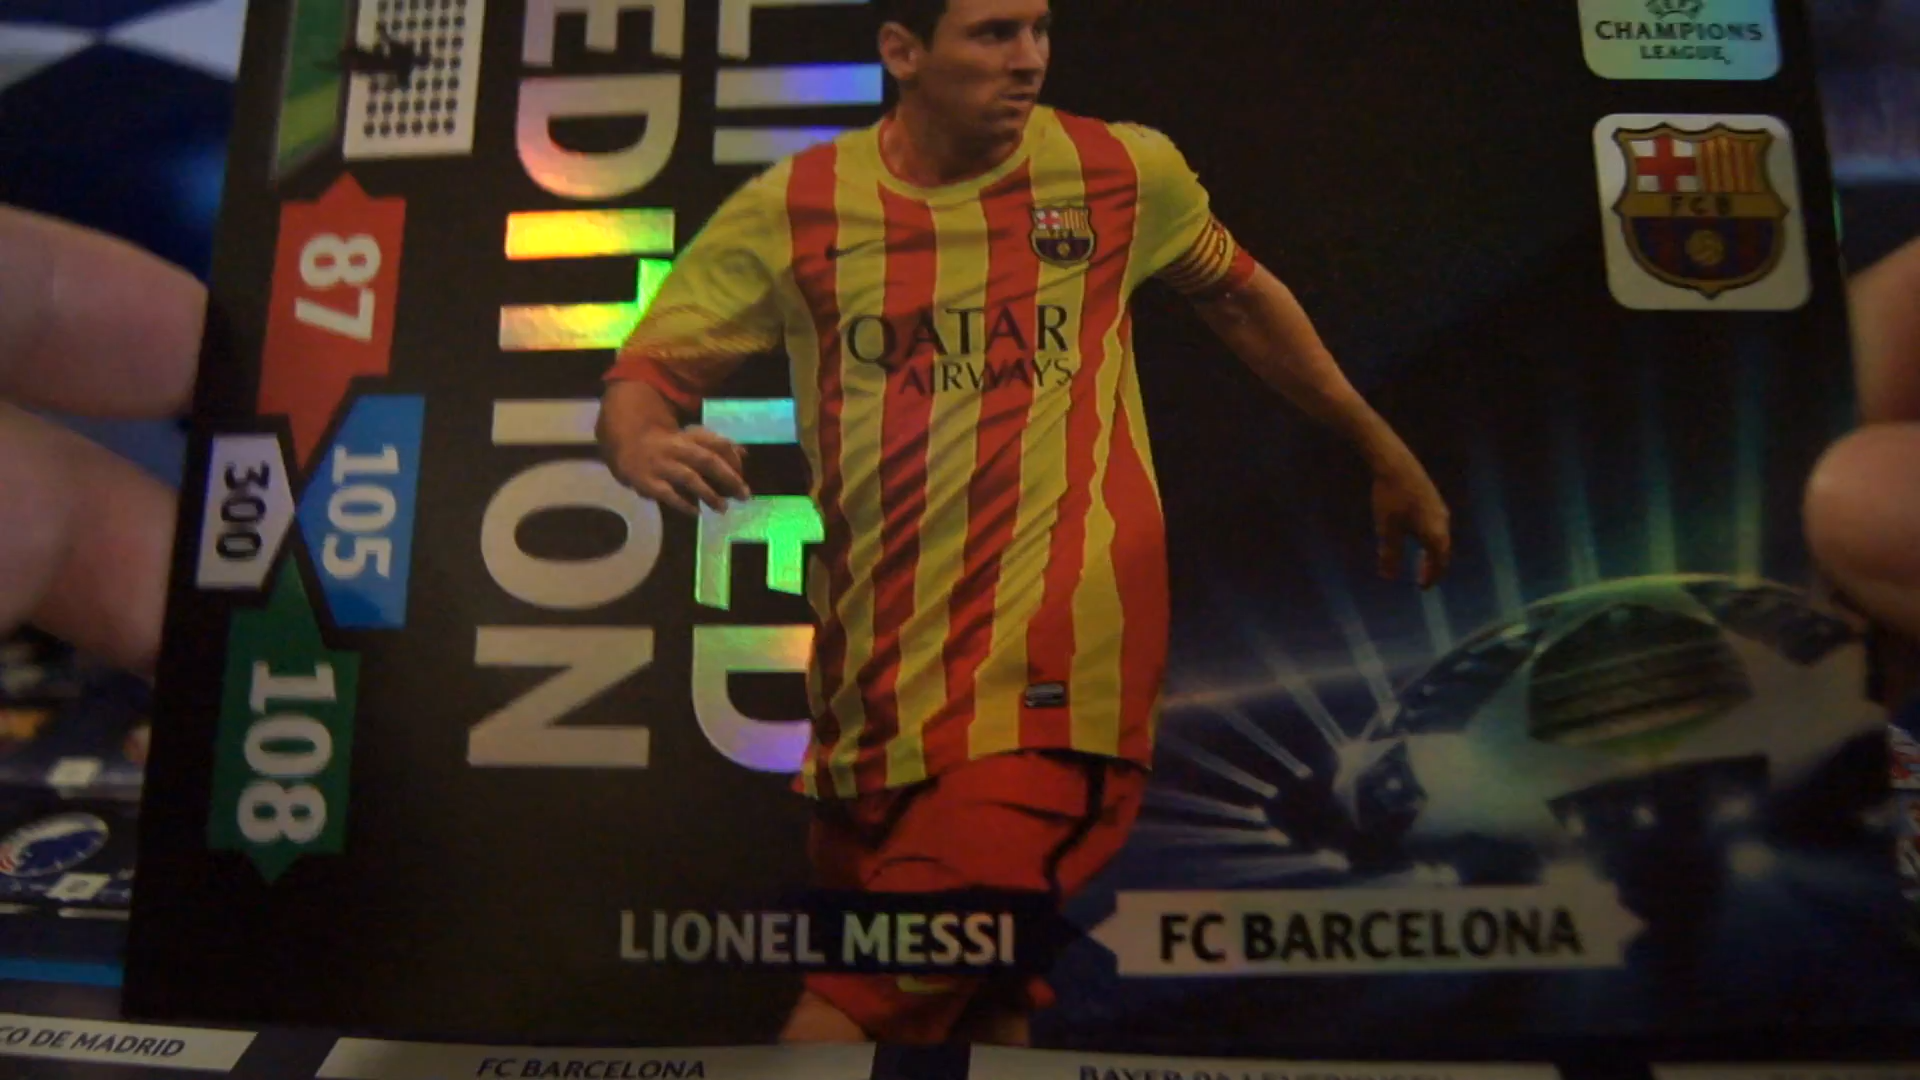 UEFA
CHAMPIONS
LEAGUE
FCB
LIMITED
EDITION
87
105
300
108
QATAR
AIRWAYS
LIONEL MESSI
FC BARCELONA
CO DE MADRID
FC BARCELONA